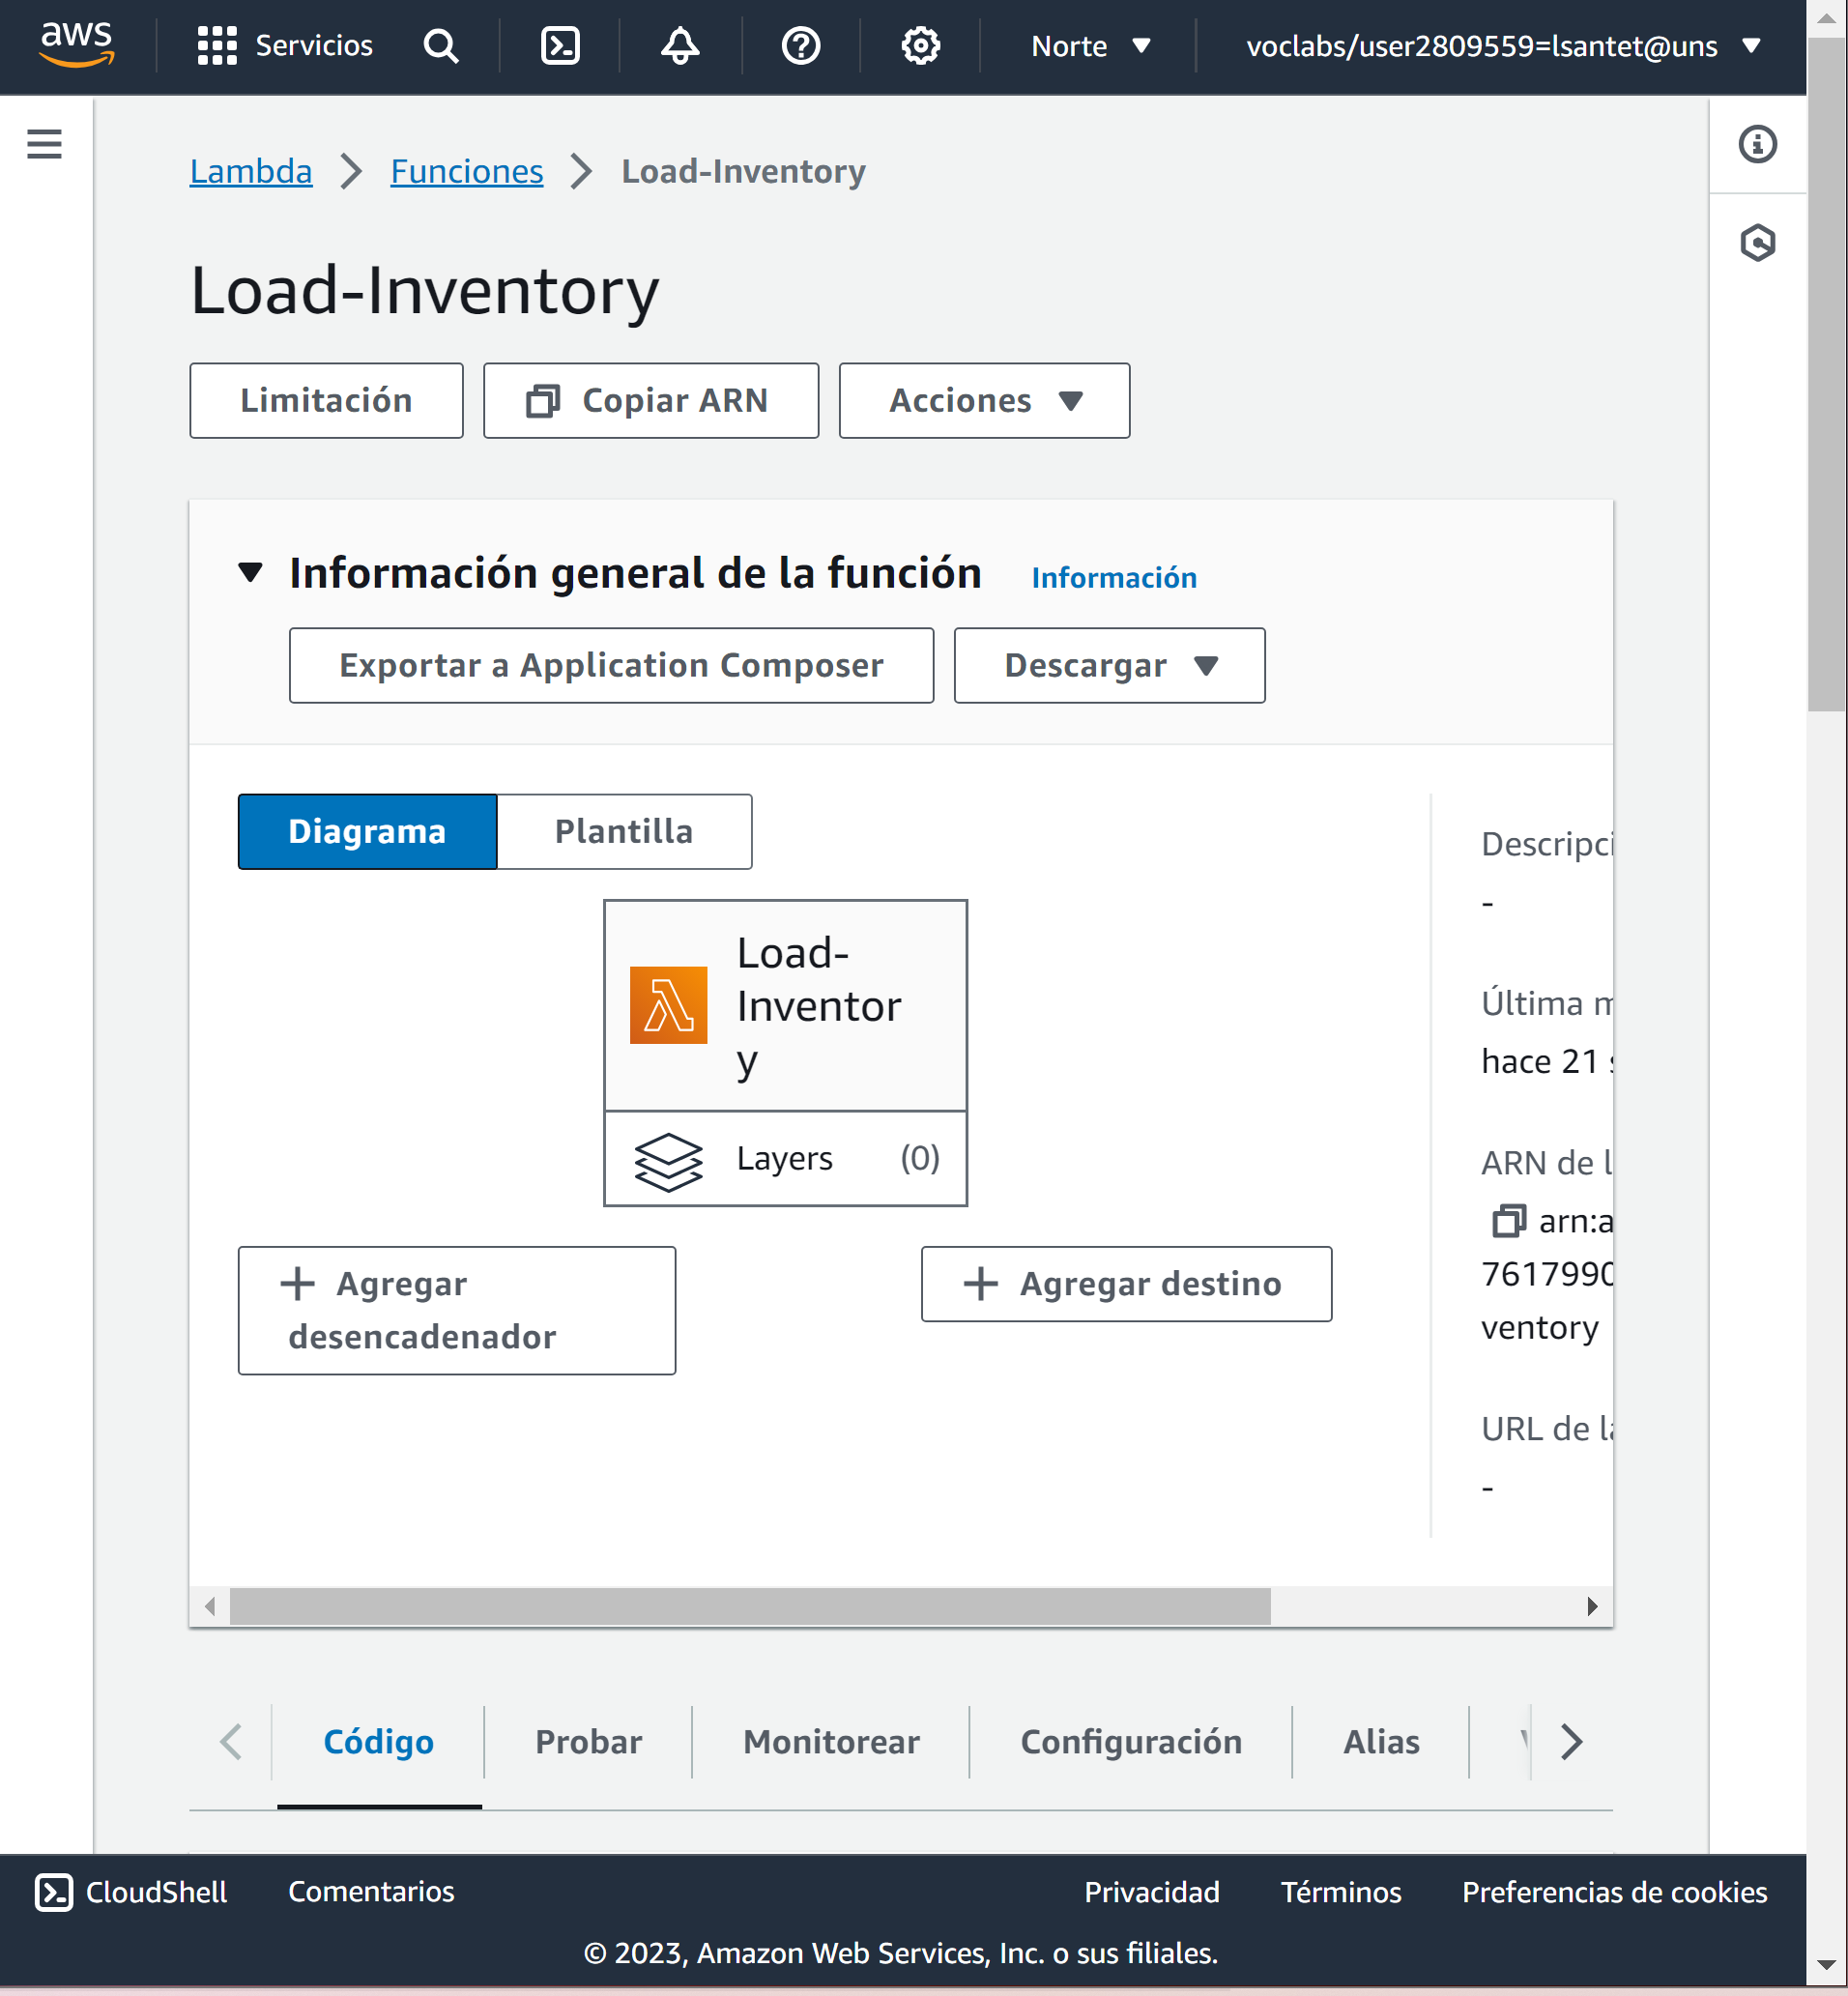 aws Servicios Norte voclabs/user2809559=lsantet@uns
Lambda Funciones Load-Inventory
Load-Inventory
Limitación Copiar ARN Acciones
Información general de la función Información
Exportar a Application Composer Descargar
Diagrama Plantilla
Load-
Inventor
y
Layers (0)
Agregar
desencadenador
Agregar destino
Descripci
-
Última m
hace 21 s
ARN de l
arn:a
7617990
ventory
URL de la
-
Código Probar Monitorear Configuración Alias
CloudShell Comentarios Privacidad Términos Preferencias de cookies
© 2023, Amazon Web Services, Inc. o sus filiales.